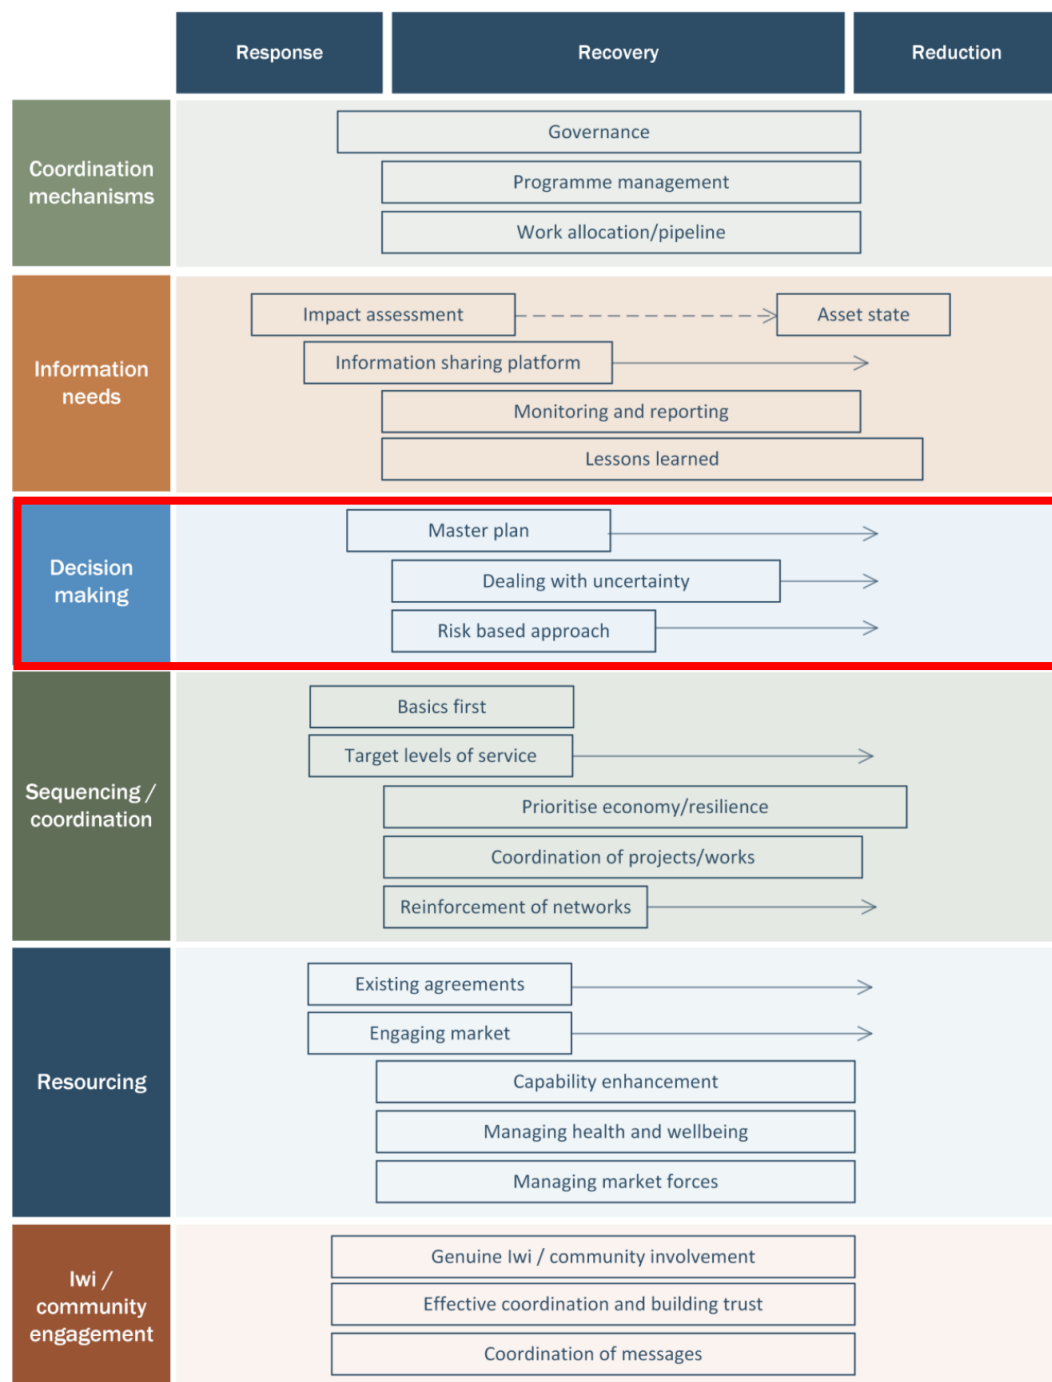 Response
Recovery
Reduction
Coordination
mechanisms
Governance
Programme management
Work allocation/pipeline
Information
needs
Impact assessment
Asset state
Information sharing platform
Monitoring and reporting
Lessons learned
Decision
making
Master plan
Dealing with uncertainty
Risk based approach
Sequencing /
coordination
Basics first
Target levels of service
Prioritise economy/resilience
Coordination of projects/works
Reinforcement of networks
Resourcing
Existing agreements
Engaging market
Capability enhancement
Managing health and wellbeing
Managing market forces
Iwi /
community
engagement
Genuine Iwi / community involvement
Effective coordination and building trust
Coordination of messages